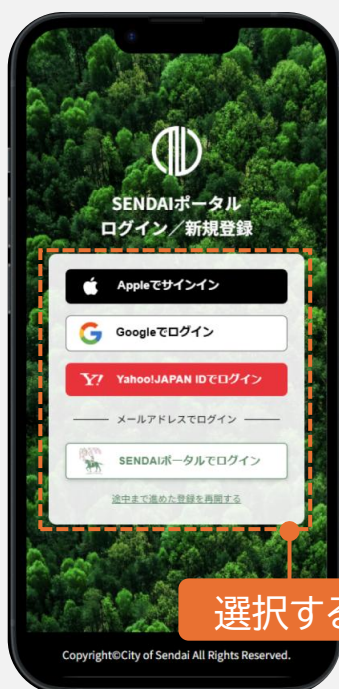 SENDAIポータル
ログイン／新規登録
Appleでサインイン
Googleでログイン
Yahoo!JAPAN IDでログイン
メールアドレスでログイン
SENDAIポータルでログイン
途中まで進めた登録を再開する
選択する
Copyright©City of Sendai All Rights Reserved.